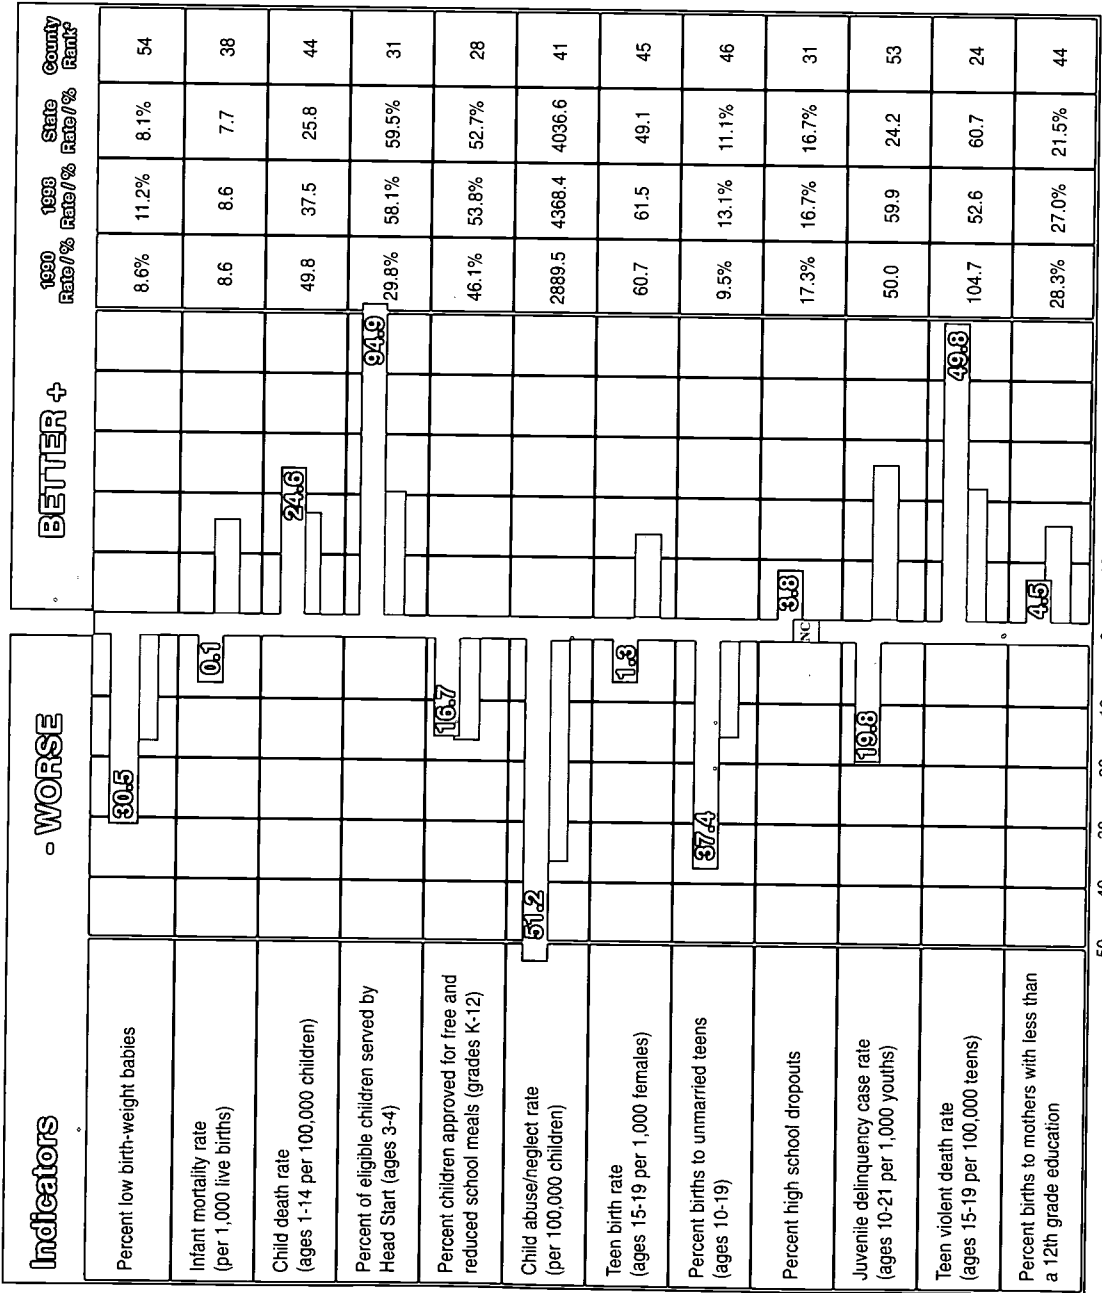 Indicators
- WORSE
BETTER +
1990
Rate / %
1998
Rate / %
State
Rate / %
County
Rank*
Percent low birth-weight babies
30.5
8.6%
11.2%
8.1%
54
Infant mortality rate
(per 1,000 live births)
0.1
8.6
8.6
7.7
38
Child death rate
(ages 1-14 per 100,000 children)
24.6
49.8
37.5
25.8
44
Percent of eligible children served by
Head Start (ages 3-4)
94.9
29.8%
58.1%
59.5%
31
Percent children approved for free and
reduced school meals (grades K-12)
16.7
46.1%
53.8%
52.7%
28
Child abuse/neglect rate
(per 100,000 children)
51.2
2889.5
4368.4
4036.6
41
Teen birth rate
(ages 15-19 per 1,000 females)
1.3
60.7
61.5
49.1
45
Percent births to unmarried teens
(ages 10-19)
37.4
9.5%
13.1%
11.1%
46
Percent high school dropouts
3.8
NC
17.3%
16.7%
16.7%
31
Juvenile delinquency case rate
(ages 10-21 per 1,000 youths)
19.8
50.0
59.9
24.2
53
Teen violent death rate
(ages 15-19 per 100,000 teens)
49.8
104.7
52.6
60.7
24
Percent births to mothers with less than
a 12th grade education
4.5
28.3%
27.0%
21.5%
44